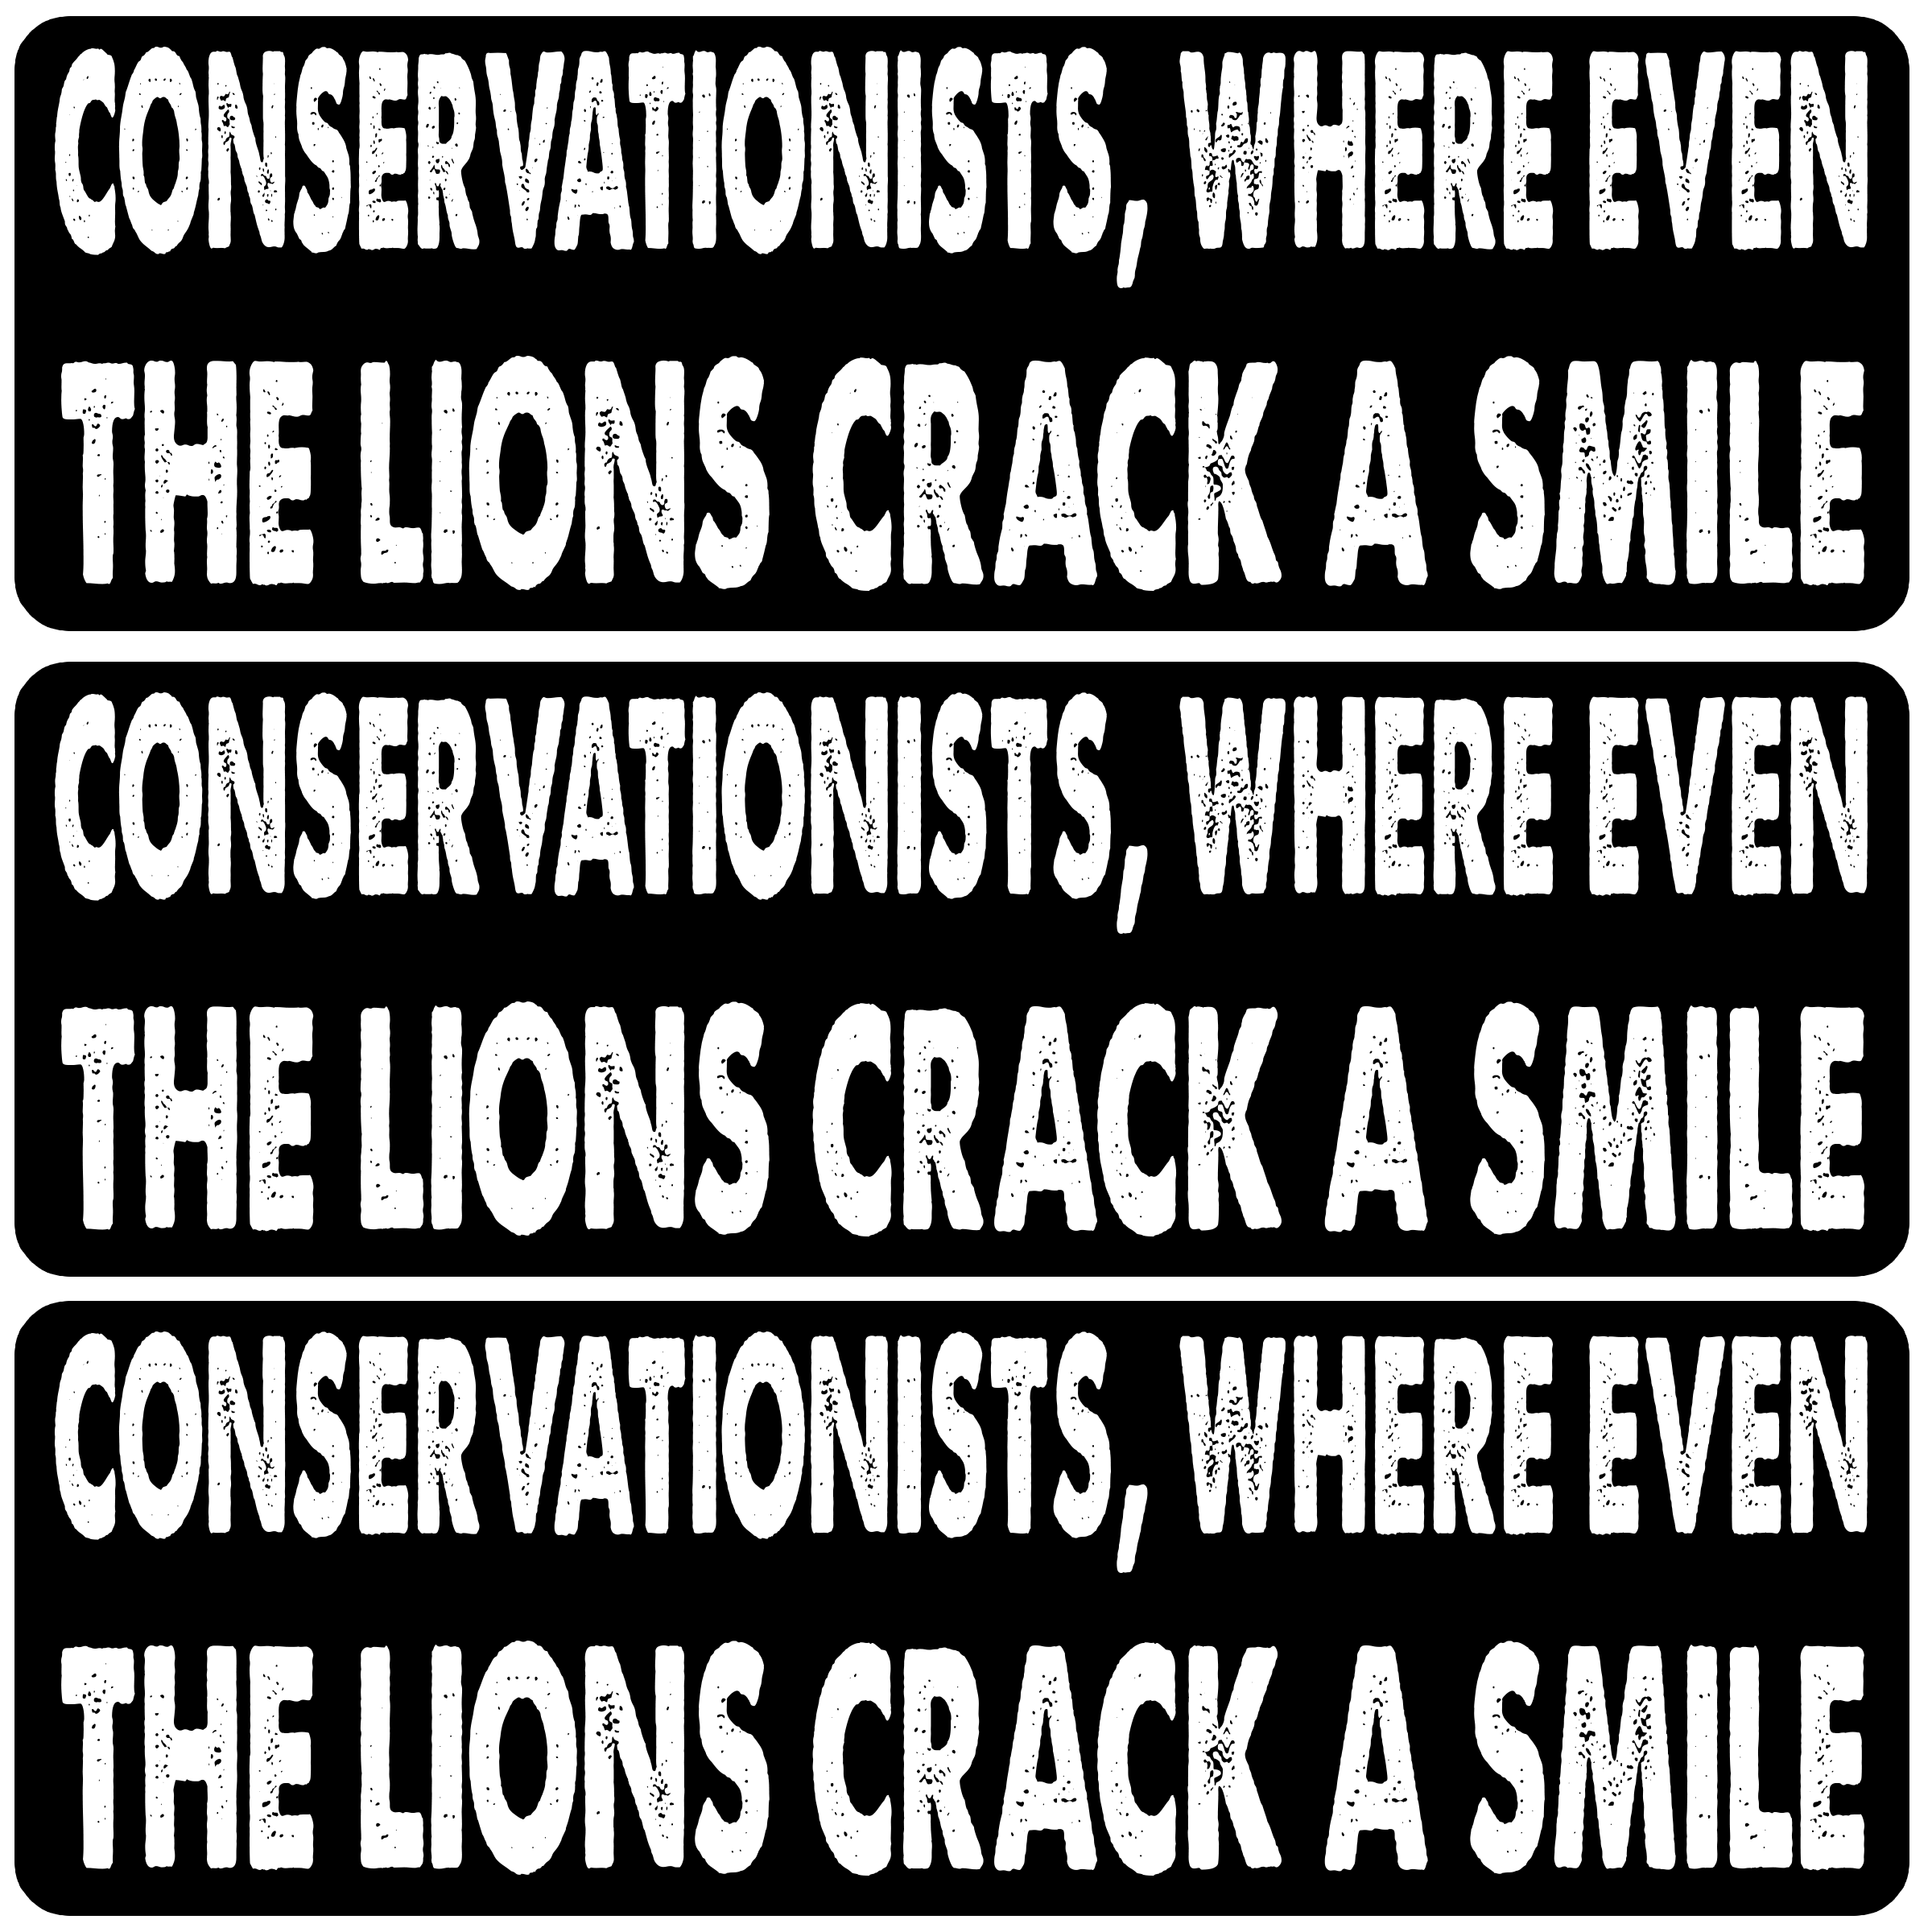 CONSERVATIONISTS, WHERE EVEN
THE LIONS CRACK A SMILE
CONSERVATIONISTS, WHERE EVEN
THE LIONS CRACK A SMILE
CONSERVATIONISTS, WHERE EVEN
THE LIONS CRACK A SMILE